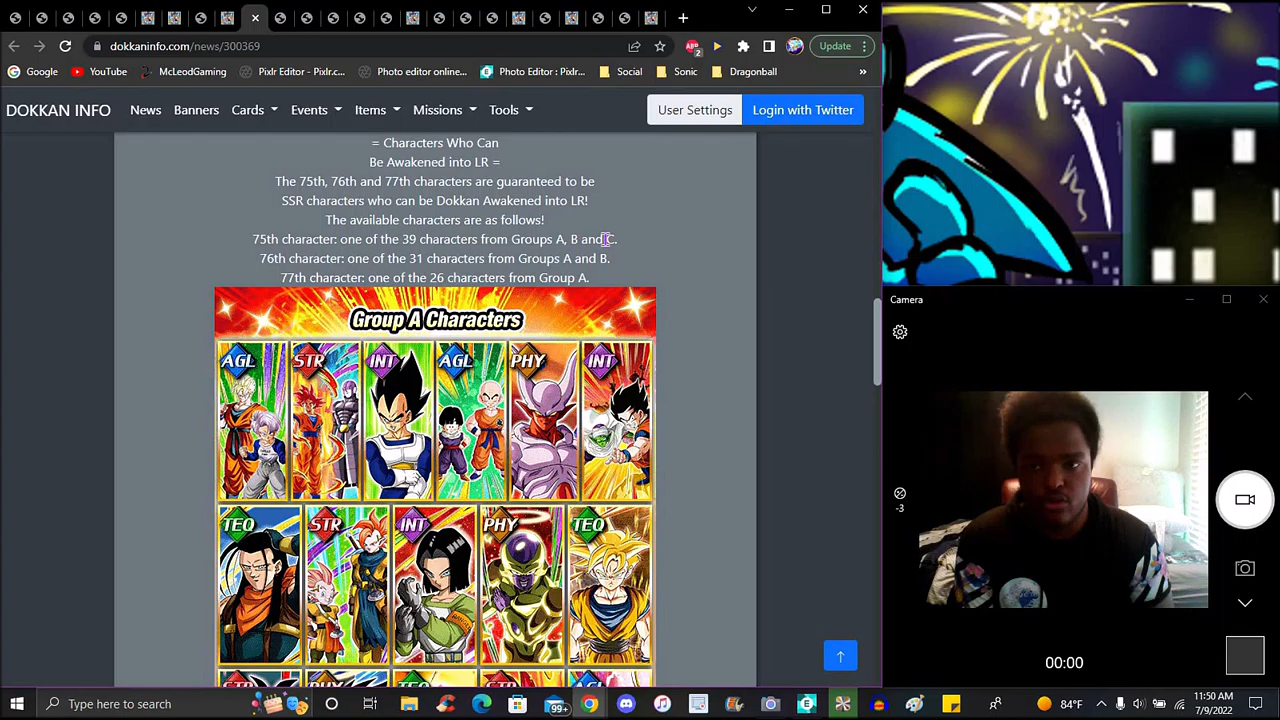 dokkaninfo.com/news/300369
ABP
2
Update
Google
YouTube
McLeodGaming
Pixlr Editor - Pixlr.c...
Photo editor online...
Photo Editor : Pixlr...
Social
Sonic
Dragonball
»
DOKKAN INFO
News
Banners
Cards
Events
Items
Missions
Tools
User Settings
Login with Twitter
= Characters Who Can
Be Awakened into LR =
The 75th, 76th and 77th characters are guaranteed to be
SSR characters who can be Dokkan Awakened into LR!
The available characters are as follows!
75th character: one of the 39 characters from Groups A, B and C.
76th character: one of the 31 characters from Groups A and B.
77th character: one of the 26 characters from Group A.
Group A Characters
AGL
STR
INT
AGL
PHY
INT
TEQ
STR
INT
PHY
TEQ
Camera
-3
00:00
Type here to search
99+
84°F
11:50 AM
7/9/2022